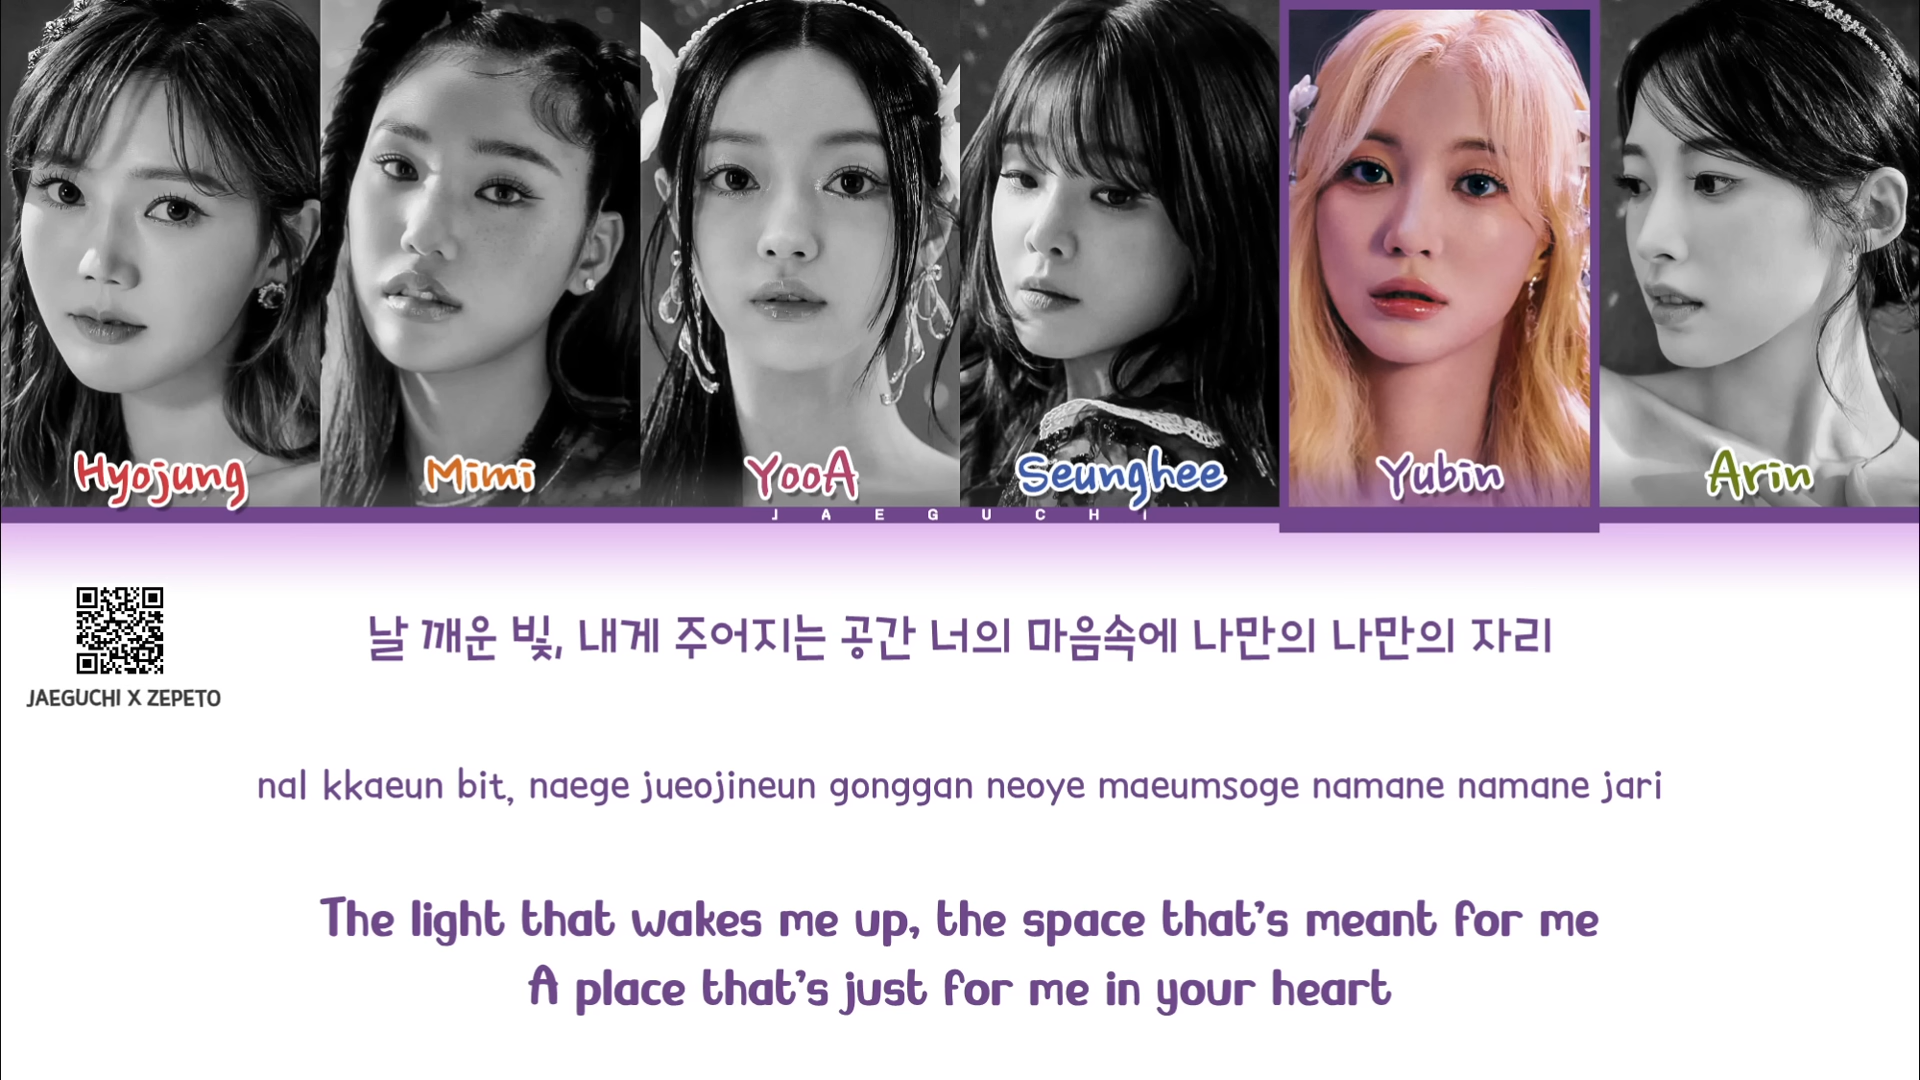 Hyojung
Mimi
YooA
Seunghee
Yubin
Arin
JAEGUCHI
JAEGUCHI X ZEPETO
날 깨운 빛, 내게 주어지는 공간 너의 마음속에 나만의 나만의 자리
nal kkaeun bit, naege jueojineun gonggan neoye maeumsoge namane namane jari
The light that wakes me up, the space that's meant for me
A place that's just for me in your heart